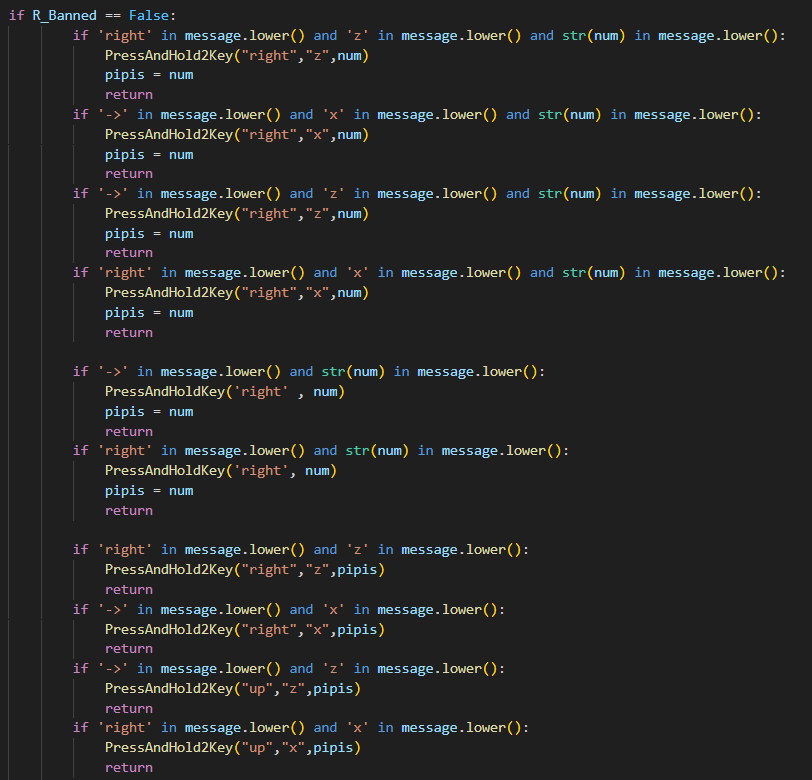 if R_Banned == False:
if 'right' in message.lower() and 'z' in message.lower() and str(num) in message.lower():
PressAndHold2Key("right","z",num)
pipis = num
return
if '->' in message.lower() and 'x' in message.lower() and str(num) in message.lower():
PressAndHold2Key("right","x",num)
pipis = num
return
if '->' in message.lower() and 'z' in message.lower() and str(num) in message.lower():
PressAndHold2Key("right","z",num)
pipis = num
return
if 'right' in message.lower() and 'x' in message.lower() and str(num) in message.lower():
PressAndHold2Key("right","x",num)
pipis = num
return
if '->' in message.lower() and str(num) in message.lower():
PressAndHoldKey('right' , num)
pipis = num
return
if 'right' in message.lower() and str(num) in message.lower():
PressAndHoldKey('right', num)
pipis = num
return
if 'right' in message.lower() and 'z' in message.lower():
PressAndHold2Key("right","z",pipis)
return
if '->' in message.lower() and 'x' in message.lower():
PressAndHold2Key("right","x",pipis)
return
if '->' in message.lower() and 'z' in message.lower():
PressAndHold2Key("up","z",pipis)
return
if 'right' in message.lower() and 'x' in message.lower():
PressAndHold2Key("up","x",pipis)
return